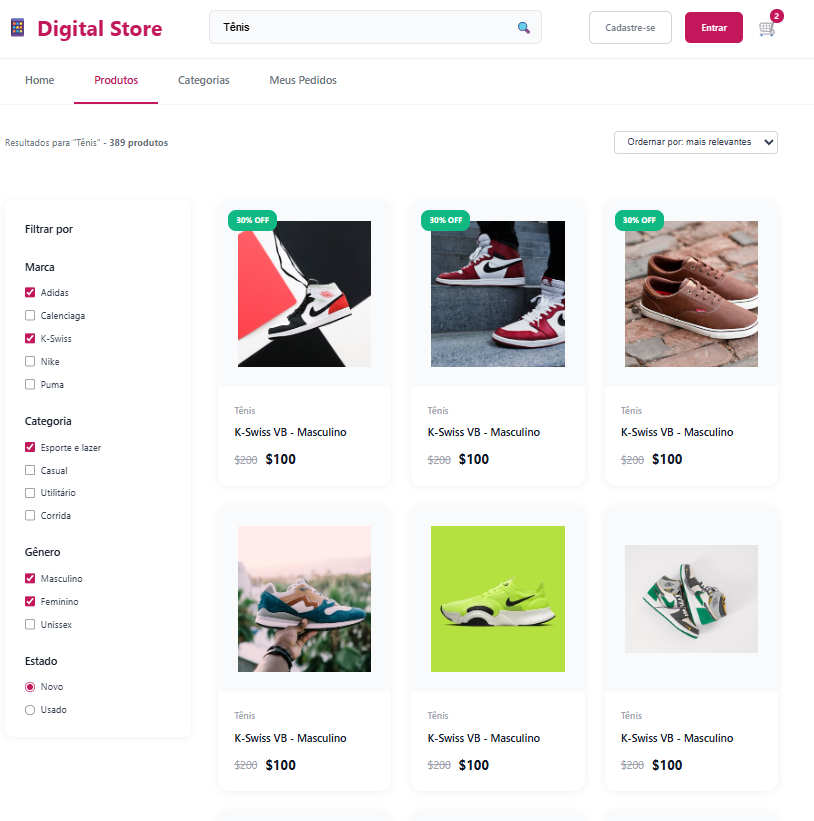 Digital Store
Tênis
Cadastre-se
Entrar
2
Home
Produtos
Categorias
Meus Pedidos
Resultados para "Tênis" - 389 produtos
Ordernar por: mais relevantes
Filtrar por
Marca
Adidas
Calenciaga
K-Swiss
Nike
Puma
Categoria
Esporte e lazer
Casual
Utilitário
Corrida
Gênero
Masculino
Feminino
Unissex
Estado
Novo
Usado
30% OFF
Tênis
K-Swiss VB - Masculino
$200 $100
30% OFF
Tênis
K-Swiss VB - Masculino
$200 $100
30% OFF
Tênis
K-Swiss VB - Masculino
$200 $100
Tênis
K-Swiss VB - Masculino
$200 $100
Tênis
K-Swiss VB - Masculino
$200 $100
Tênis
K-Swiss VB - Masculino
$200 $100